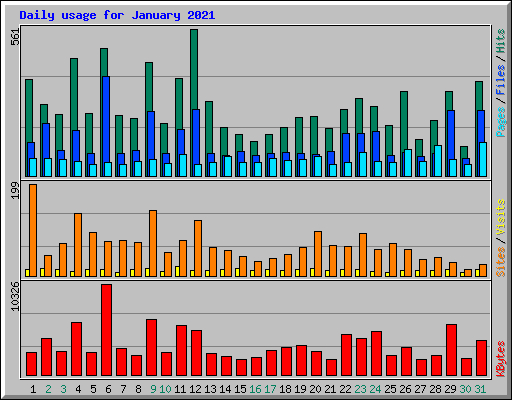 Daily usage for January 2021
561
Pages / Files / Hits
199
Sites / Visits
10326
KBytes
1 2 3 4 5 6 7 8 9 10 11 12 13 14 15 16 17 18 19 20 21 22 23 24 25 26 27 28 29 30 31